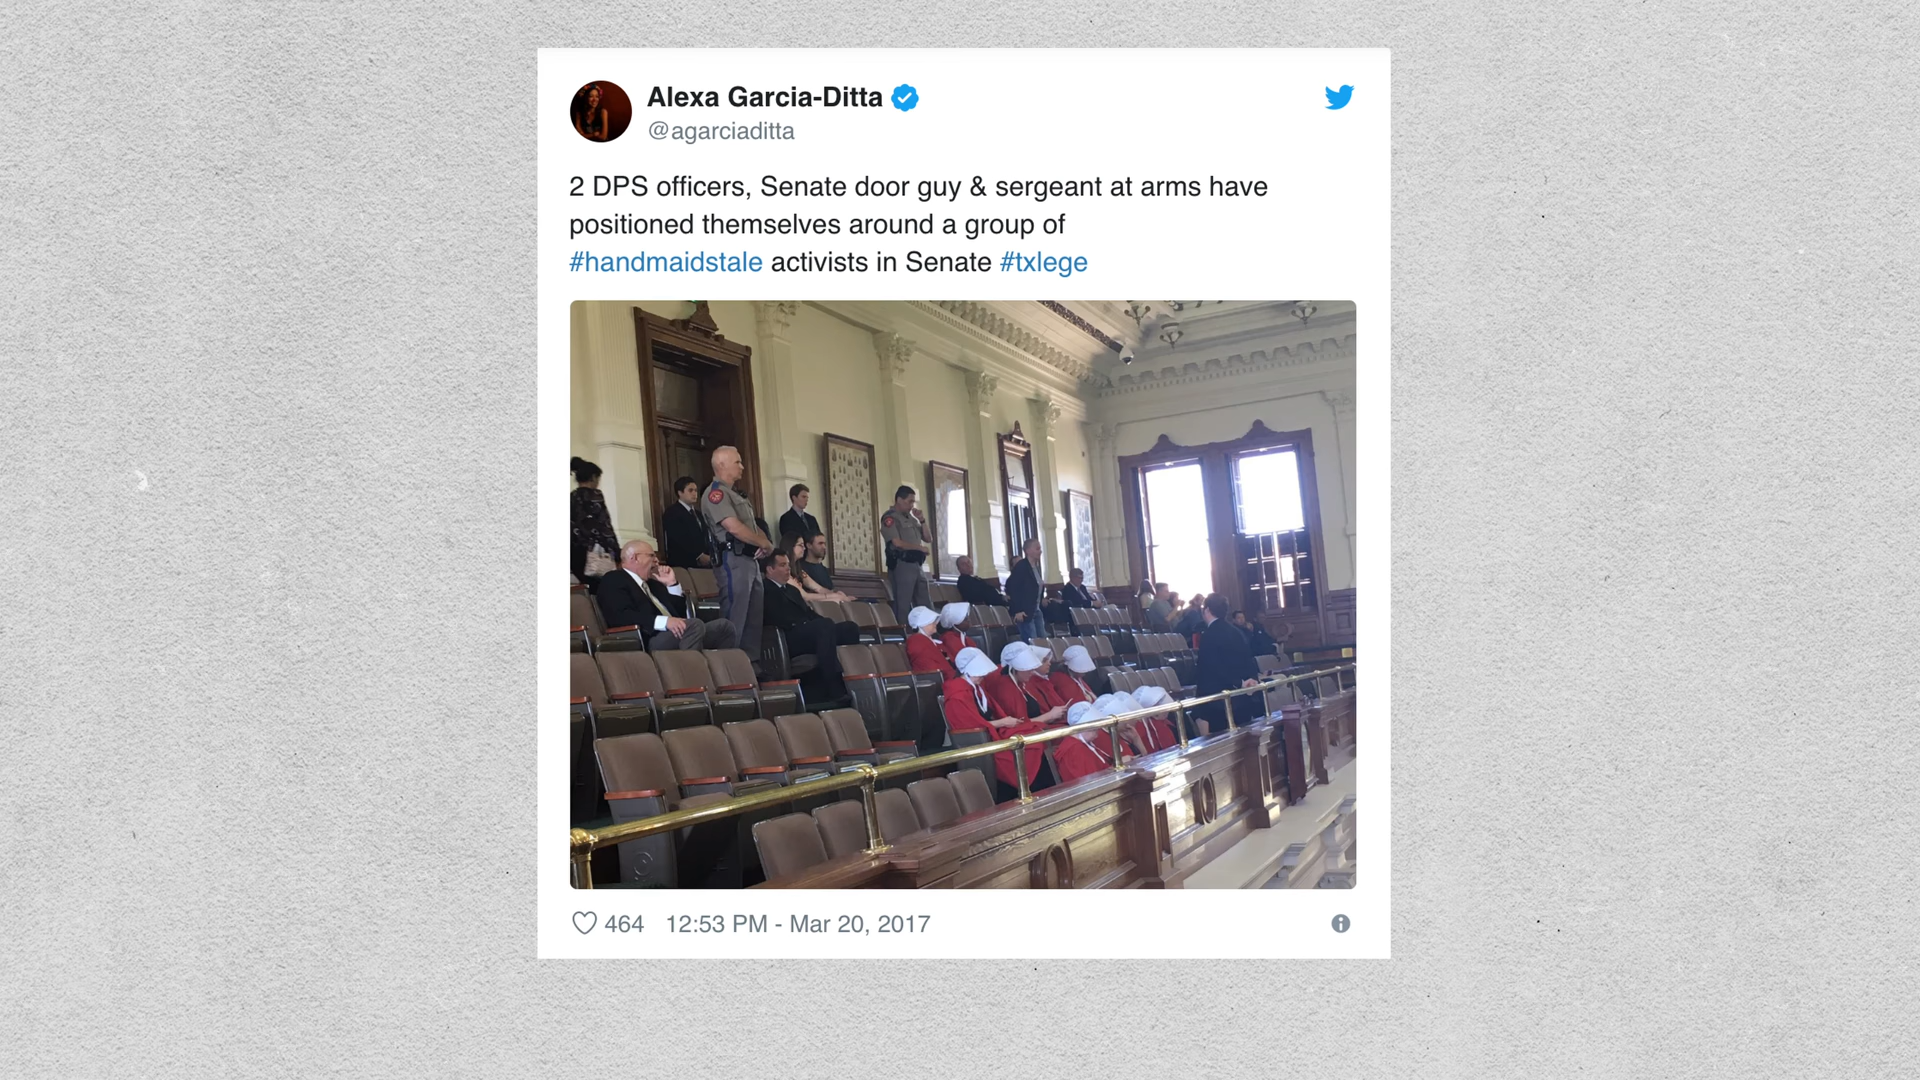 Alexa Garcia-Ditta
@agarciaditta
2 DPS officers, Senate door guy & sergeant at arms have
positioned themselves around a group of
#handmaidstale activists in Senate #txlege
464 12:53 PM - Mar 20, 2017